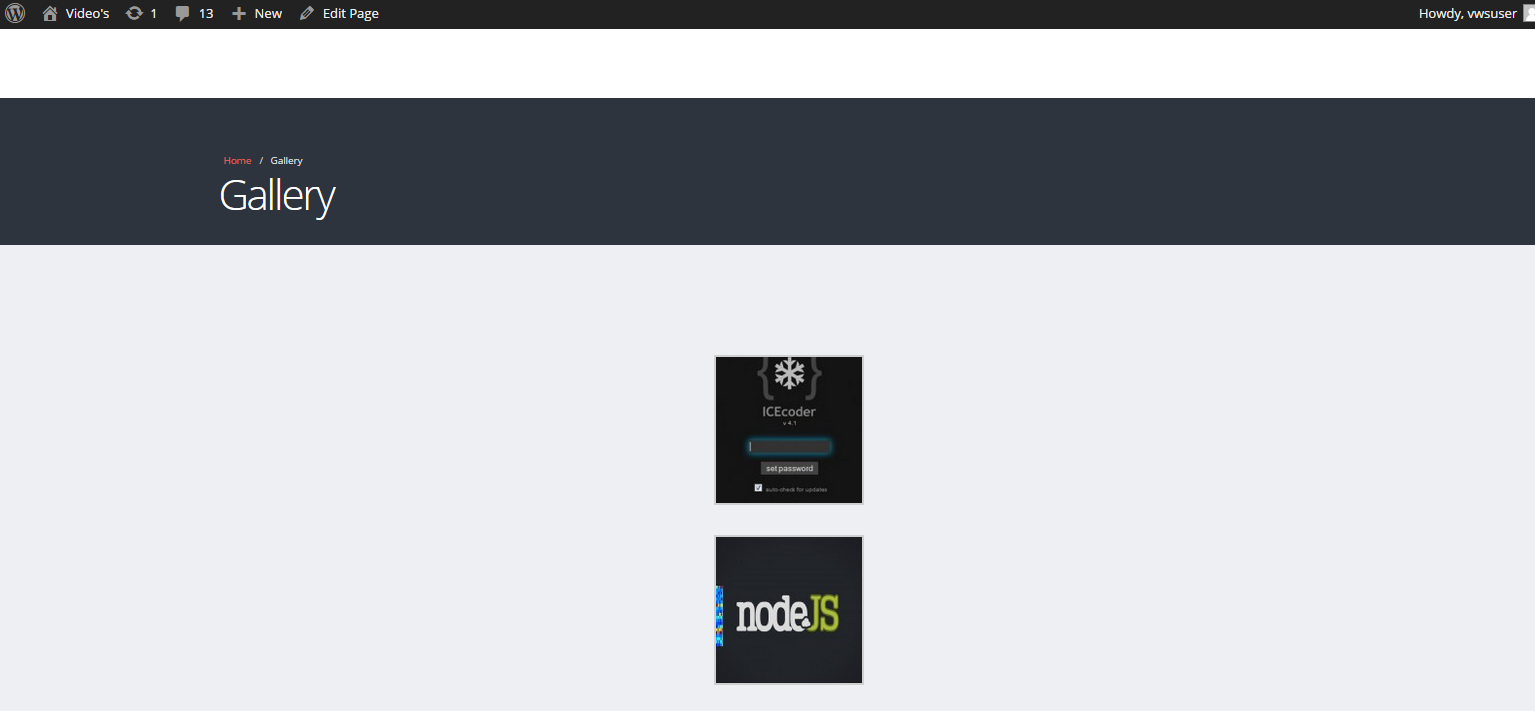 Video's 1 13 New Edit Page Howdy, vwsuser
Home / Gallery
Gallery
ICEcoder
v 4.1
set password
auto-check for updates
nodeJS